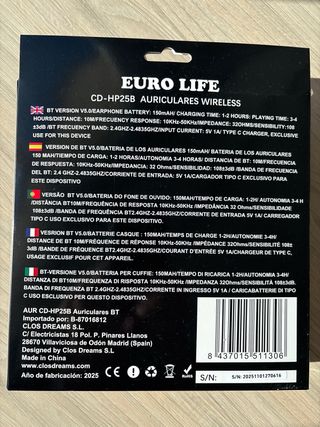 EURO LIFE
CD-HP25B AURICULARES WIRELESS
BT VERSION V5.0/EARPHONE BATTERY: 150mAH/ CHARGING TIME: 1-2 HOURS: PLAYING TIME: 3-4
HOURS/DISTANCE: 10M/FREQUENCY RESPONSE: 10KHz-50KHz/IMPEDANCE: 32OHMS/SENSIBILITY:108
±3dB /BT FRECUENCY BAND: 2.4GHZ-2.4835GHZ/INPUT CURRENT: 5V 1A/ TYPE C CHARGER, EXCLUSIVE
USE FOR THIS DEVICE
VERSION DE BT V5.0/BATERIA DE LOS AURICULARES 150mAH/ BATERIA DE LOS AURICULARES
150 MAH/TIEMPO DE CARGA: 1-2 HORAS/AUTONOMIA 3-4 HORAS/ DISTANCIA DE BT:10M/RESPUESTA
DE RESPUESTA: 10KHz-50KHz/IMPEDANCIA: 32 Ohms/SENSIBILIDAD: 108±3dB/BANDA DE FRECUENCIA
BT 2.4GHZ-2.4835GHZ/CORRIENTE DE ENTRADA: 5V 1A/CARGADOR TIPO C EXCLUSIVO PARA
ESTE DISPOSITIVO
VERSÃO BT V5.0/BATERIA DO FONE DE OUVIDO: 150MAH/TEMPO DE CARGA: 1-2H/AUTONOMIA 3-4
HORAS/DISTÂNCIA BT10M/FREQUÊNCIA DE RESPOSTA 10KHz-50KHz/IMPEDÂNCIA 32 OHMS/SENSIBILIDADE
108±3dB/BANDA DE FREQUÊNCIA BT2.4GHZ-2.4835GHZ/CORRENTE DE ENTRADA 5V 1A/CARREGADOR
TIPO C USO EXCLUSIVO PARA ESTE DISPOSITIVO.
VERSION BT V5.0/BATTERIE CASQUE : 150MAH/TEMPS DE CHARGE 1-2H/AUTONOMIE 3-4H/
DISTANCE DE BT10M/FRÉQUENCE DE RÉPONSE 10KHz-50KHz/IMPÉDANCE 32Ohms/SENSIBILITÉ 108±
3dB/BANDE DE FRÉQUENCE BT2.4GHZ-2.4835GHZ/ COURANT D'ENTRÉE 5V 1A/CHARGEUR DE TYPE C,
USAGE EXCLUSIF POUR CET APPAREIL.
BT-VERSIONE V5.0/BATERIA PER CUFFIE: 150MAH/TEMPO DI RICARICA 1-2H/AUTONOMIA 3-4H/
DISTANZA DI BT10M/FREQUENZA DI RISPOSTA 10KHz-50KHz/IMPEDANZA 32OHMS/SENSIBILITÀ 108±3dB/
BANDA DI FREQUENZA BT 2.4GHZ-2.4835GHZ/CORRENTE IN INGRESSO 5V 1A / CARICABATTERIE DI TIPO
C USO ESCLUSIVO PER QUESTO DISPOSITIVO.
AUR CD-HP25B Auriculares BT
Importado por: B-87016812
CLOS DREAMS S.L
C/ Electricistas 18 Pol. P. Pinares Llanos
28670 Villaviciosa de Odón Madrid (Spain)
Designed by Clos Dreams S.L
Made in China
www.closdreams.com
Año de fabricación: 2025
CE
8 437015 511306
S/N:
S/N: 20251101270616